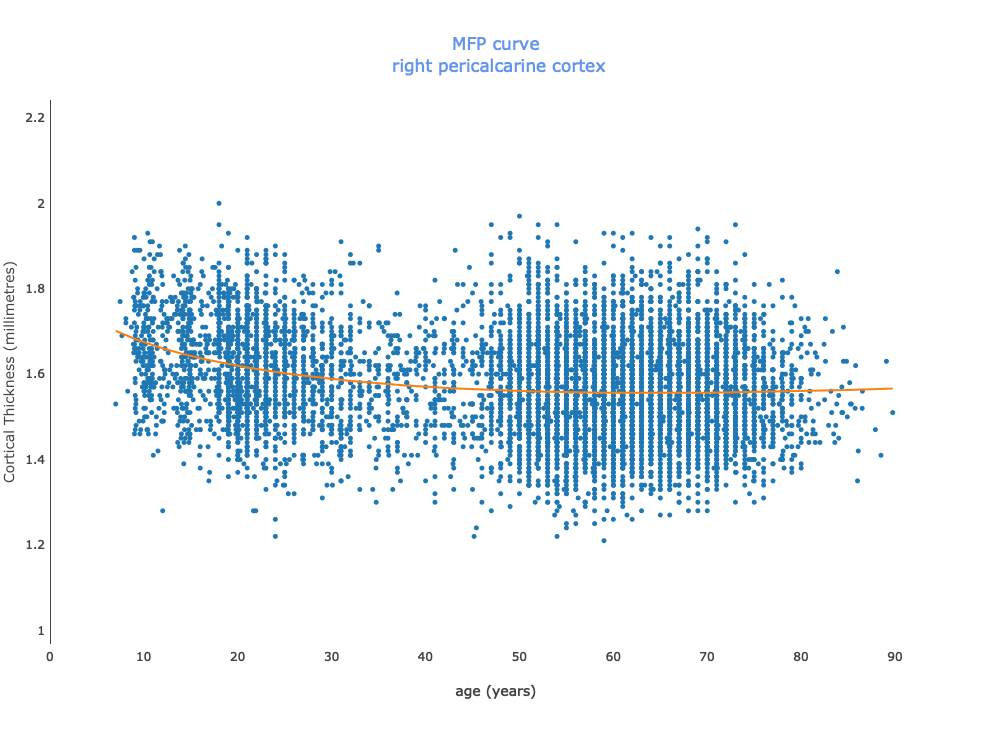 MFP curve
right pericalcarine cortex
Cortical Thickness (millimetres)
2.2
2
1.8
1.6
1.4
1.2
1
0 10 20 30 40 50 60 70 80 90
age (years)